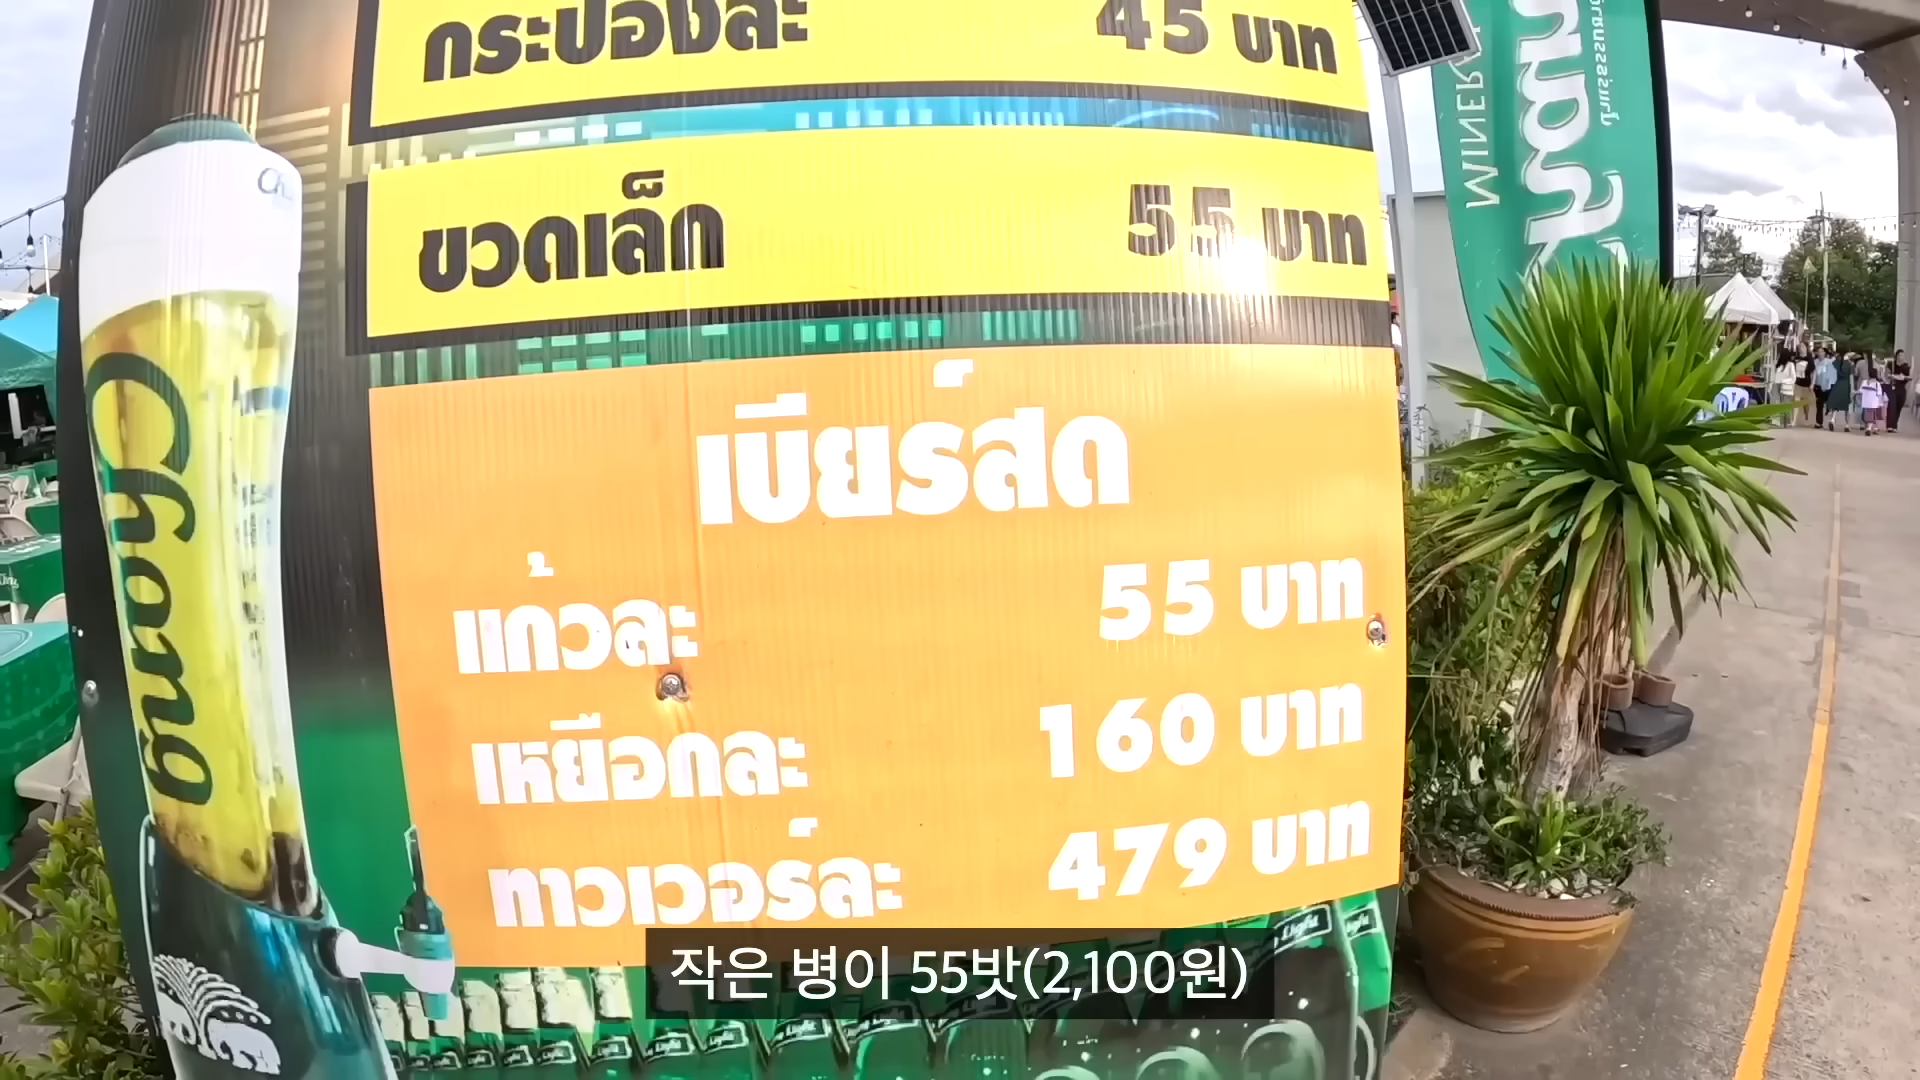 กระป๋องละ 45 บาท
ขวดเล็ก 55 บาท
เบียร์สด
แก้วละ 55 บาท
เหยือกละ 160 บาท
ทาวเวอร์ละ 479 บาท
Chang
작은 병이 55밧(2,100원)